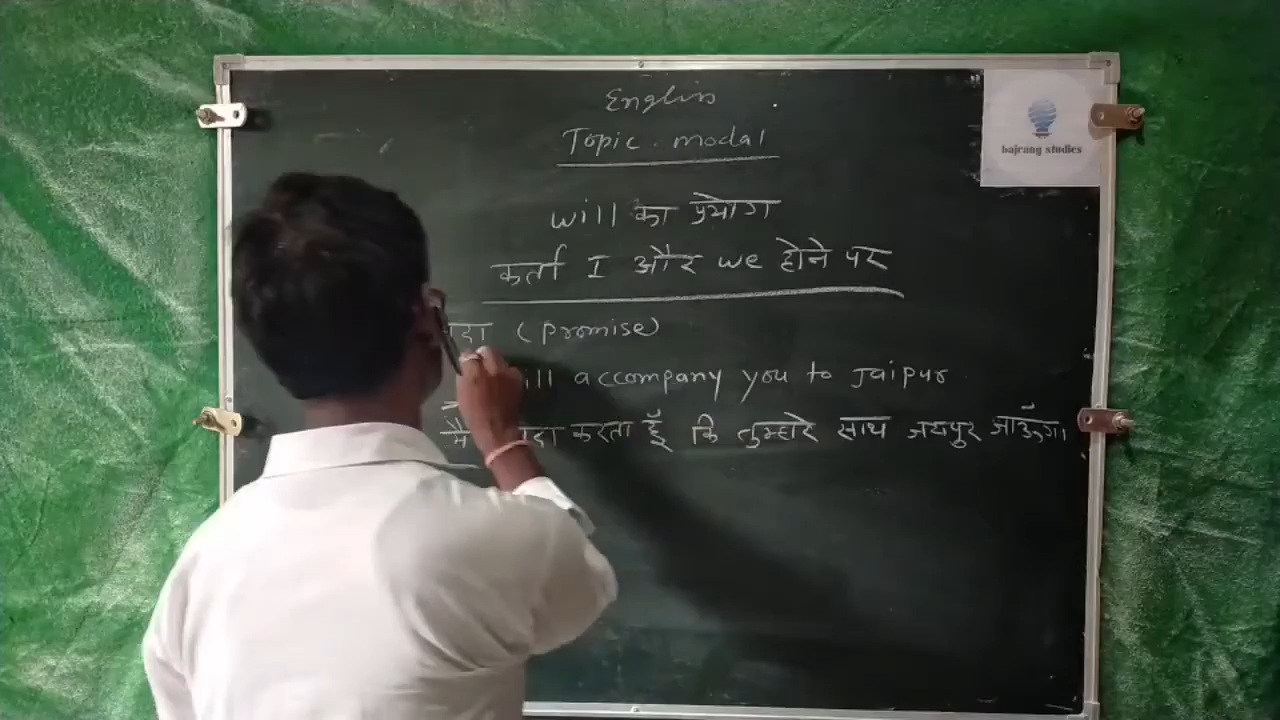 English
Topic. modal
bajrang studies
will का प्रयोग
कर्ता I और we होने पर
(promise)
accompany you to Jaipur
मैं करता हूँ कि तुम्हारे साथ जयपुर जाऊँगा।